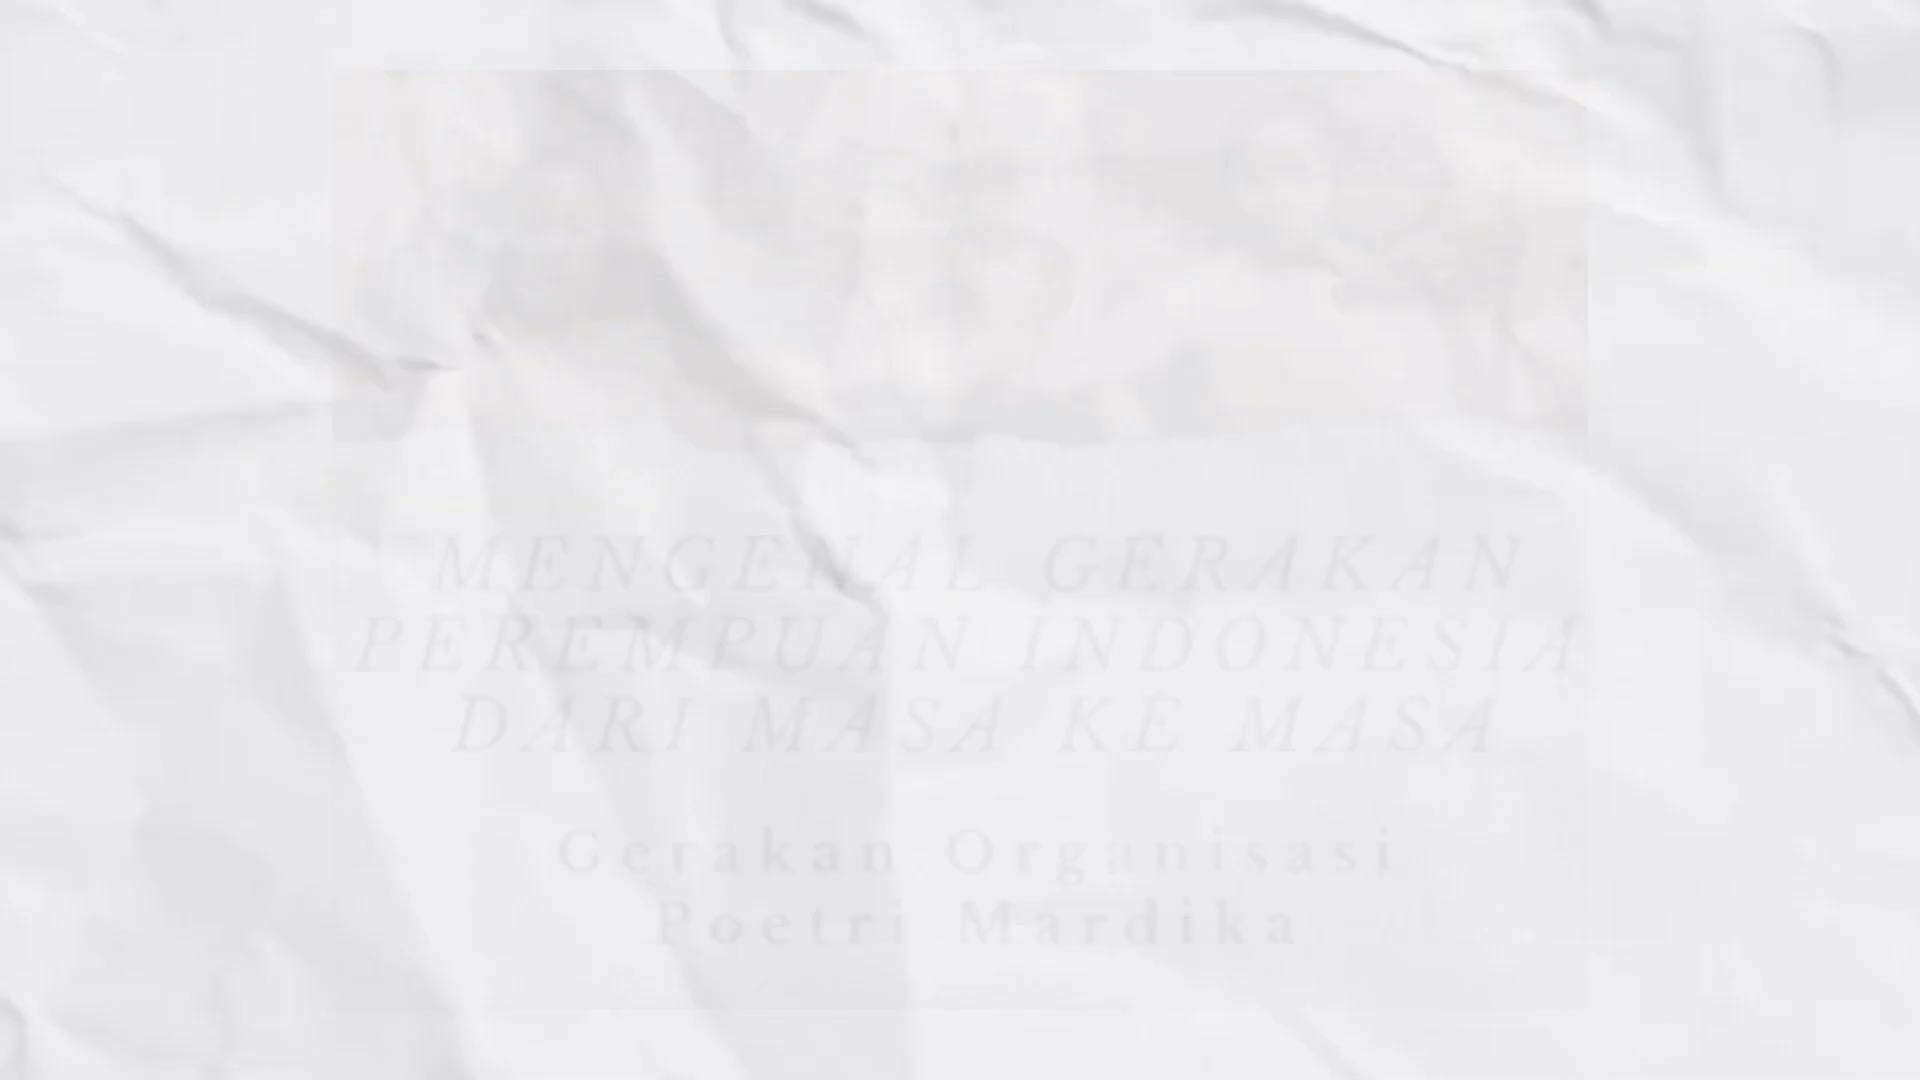 MENGENAL GERAKAN
PEREMPUAN INDONESIA
DARI MASA KE MASA
Gerakan Organisasi
Poetri Mardika